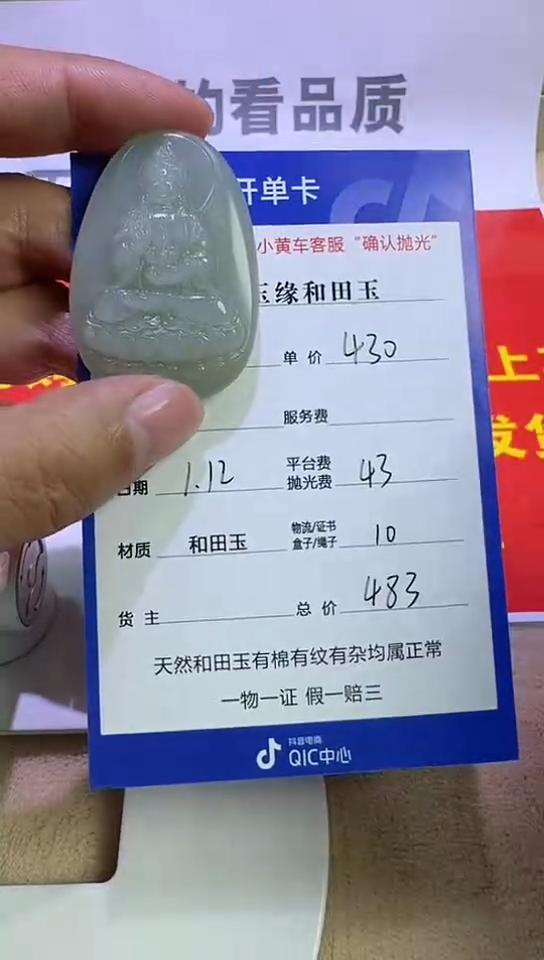 的看品质
开单卡
小黄车客服“确认抛光”
玉缘和田玉
单价 430
服务费
日期 1.12 平台费 抛光费 43
材质 和田玉 物流/证书 盒子/绳子 10
货主 总价 483
天然和田玉有棉有纹有杂均属正常
一物一证 假一赔三
抖音电商
QIC中心
上
发货